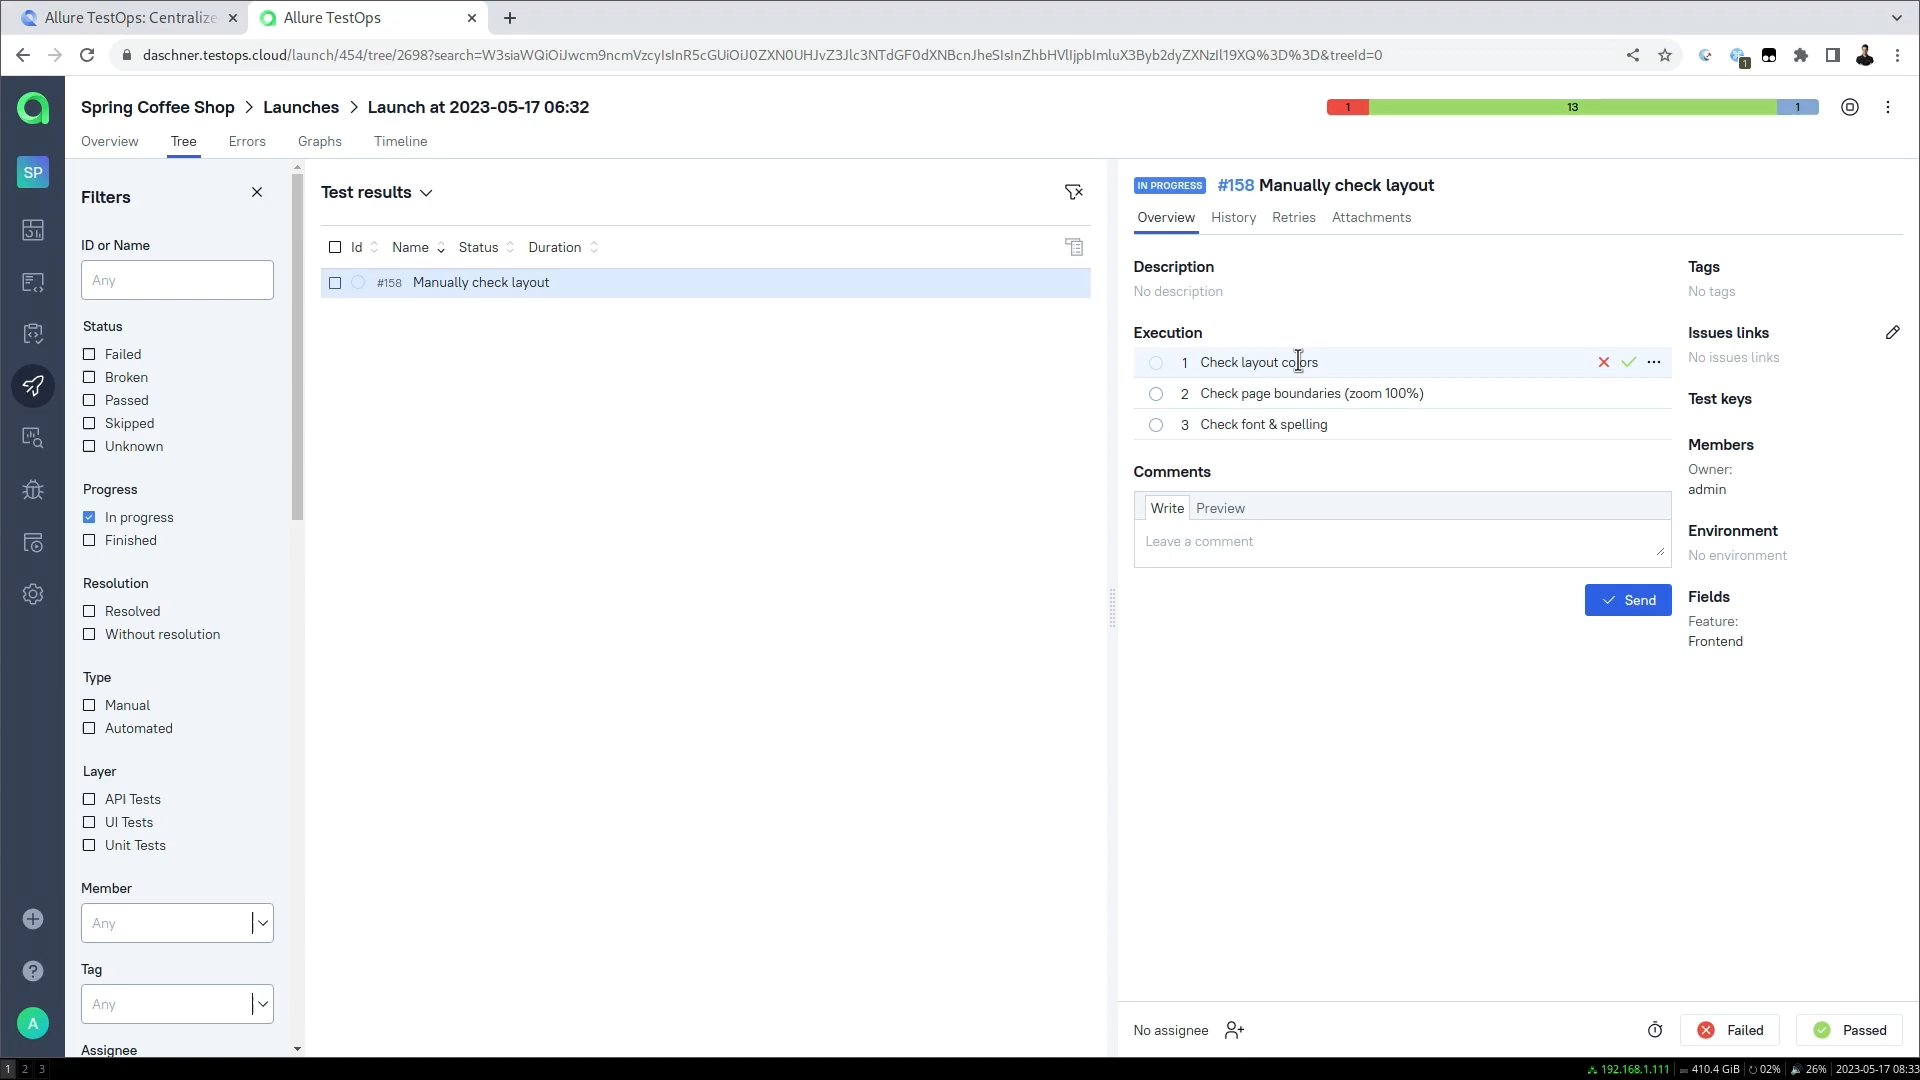 Allure TestOps: Centralize
Allure TestOps
daschner.testops.cloud/launch/454/tree/2698?search=W3siaWQiOiJwcm9ncmVzcyIsInR5cGUiOiJ0ZXN0UHJvZ3Jlc3NTdGF0dXNBcnJheSIsInZhbHVlIjpbImluX3Byb2dyZXNzIl19XQ%3D%3D&treeId=0
1
Spring Coffee Shop > Launches > Launch at 2023-05-17 06:32
1 13 1
Overview Tree Errors Graphs Timeline
SP
Filters
ID or Name
Any
Status
Failed
Broken
Passed
Skipped
Unknown
Progress
In progress
Finished
Resolution
Resolved
Without resolution
Type
Manual
Automated
Layer
API Tests
UI Tests
Unit Tests
Member
Any
Tag
Any
Assignee
A
Test results
Id Name Status Duration
#158 Manually check layout
IN PROGRESS #158 Manually check layout
Overview History Retries Attachments
Description
No description
Execution
1 Check layout colors
2 Check page boundaries (zoom 100%)
3 Check font & spelling
Comments
Write Preview
Leave a comment
Send
Tags
No tags
Issues links
No issues links
Test keys
Members
Owner:
admin
Environment
No environment
Fields
Feature:
Frontend
No assignee
Failed Passed
1 2 3
192.168.1.111 410.4 GiB 02% 26% 2023-05-17 08:33